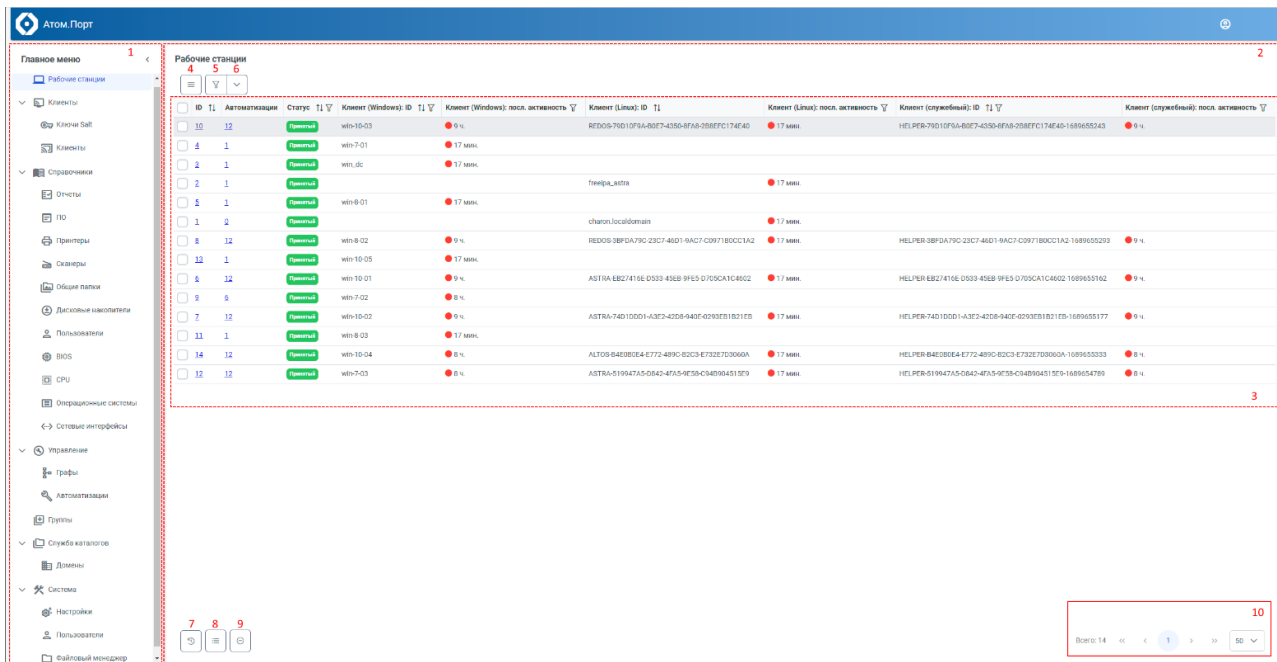 Атом.Порт
1
2
Главное меню
Рабочие станции
4 5 6
Рабочие станции
Клиенты
Ключи Salt
Клиенты
Справочники
Отчеты
ПО
Принтеры
Сканеры
Общие папки
Дисковые накопители
Пользователи
BIOS
CPU
Операционные системы
Сетевые интерфейсы
Управление
Графы
Автоматизации
Группы
Служба каталогов
Домены
Система
Настройки
Пользователи
Файловый менеджер
ID Автоматизации Статус Клиент (Windows): ID Клиент (Windows): посл. активность Клиент (Linux): ID Клиент (Linux): посл. активность Клиент (служебный): ID Клиент (служебный): посл. активность
10 12 Принятый win-10-03 9 ч. REDOS-79D10F9A-B0E7-4350-8FA8-2B8EFC174E40 17 мин. HELPER-79D10F9A-B0E7-4350-8FA8-2B8EFC174E40-1689655243 9 ч.
4 1 Принятый win-7-01 17 мин.
3 1 Принятый win_dc 17 мин.
2 1 Принятый freeipa_astra 17 мин.
5 1 Принятый win-8-01 17 мин.
1 0 Принятый charon.localdomain 17 мин.
8 12 Принятый win-8-02 9 ч. REDOS-3BFDA79C-23C7-46D1-9AC7-C0971B0CC1A2 17 мин. HELPER-3BFDA79C-23C7-46D1-9AC7-C0971B0CC1A2-1689655293 9 ч.
13 1 Принятый win-10-05 17 мин.
6 12 Принятый win-10-01 9 ч. ASTRA-EB27416E-D533-45EB-9FE5-D705CA1C4602 17 мин. HELPER-EB27416E-D533-45EB-9FE5-D705CA1C4602-1689655162 9 ч.
9 6 Принятый win-7-02 8 ч.
7 12 Принятый win-10-02 9 ч. ASTRA-74D1DDD1-A3E2-42D8-940E-0293EB1B21EB 17 мин. HELPER-74D1DDD1-A3E2-42D8-940E-0293EB1B21EB-1689655177 9 ч.
11 1 Принятый win-8-03 17 мин.
14 12 Принятый win-10-04 8 ч. ALTOS-B4E0B0E4-E772-489C-B2C3-E732E7D3060A 17 мин. HELPER-B4E0B0E4-E772-489C-B2C3-E732E7D3060A-1689655333 8 ч.
12 12 Принятый win-7-03 8 ч. ASTRA-519947A5-D842-4FA5-9E58-C94B904515E9 17 мин. HELPER-519947A5-D842-4FA5-9E58-C94B904515E9-1689654789 8 ч.
3
7 8 9
10
Всего: 14 « ‹ 1 › » 50